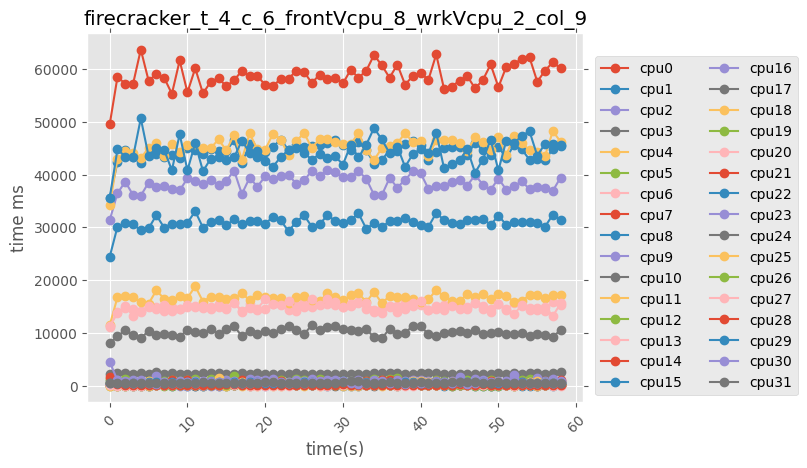 firecracker_t_4_c_6_frontVcpu_8_wrkVcpu_2_col_9
time ms
60000
50000
40000
30000
20000
10000
0
0
10
20
30
40
50
60
time(s)
cpu0
cpu1
cpu2
cpu3
cpu4
cpu5
cpu6
cpu7
cpu8
cpu9
cpu10
cpu11
cpu12
cpu13
cpu14
cpu15
cpu16
cpu17
cpu18
cpu19
cpu20
cpu21
cpu22
cpu23
cpu24
cpu25
cpu26
cpu27
cpu28
cpu29
cpu30
cpu31